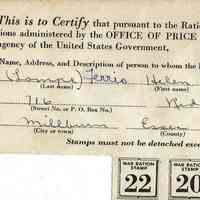 This is to Certify that pursuant to the Rati
ions administered by the OFFICE OF PRICE
agency of the United States Government,
Name, Address, and Description of person to whom the
(Lampe) Ferris Helen
(Last name) (First name)
716
(Street No. or P. O. Box No.)
Millburn Essex
(City or town) (County)
Stamps must not be detached exce
WAR RATION STAMP 22
WAR RATION STAMP 20